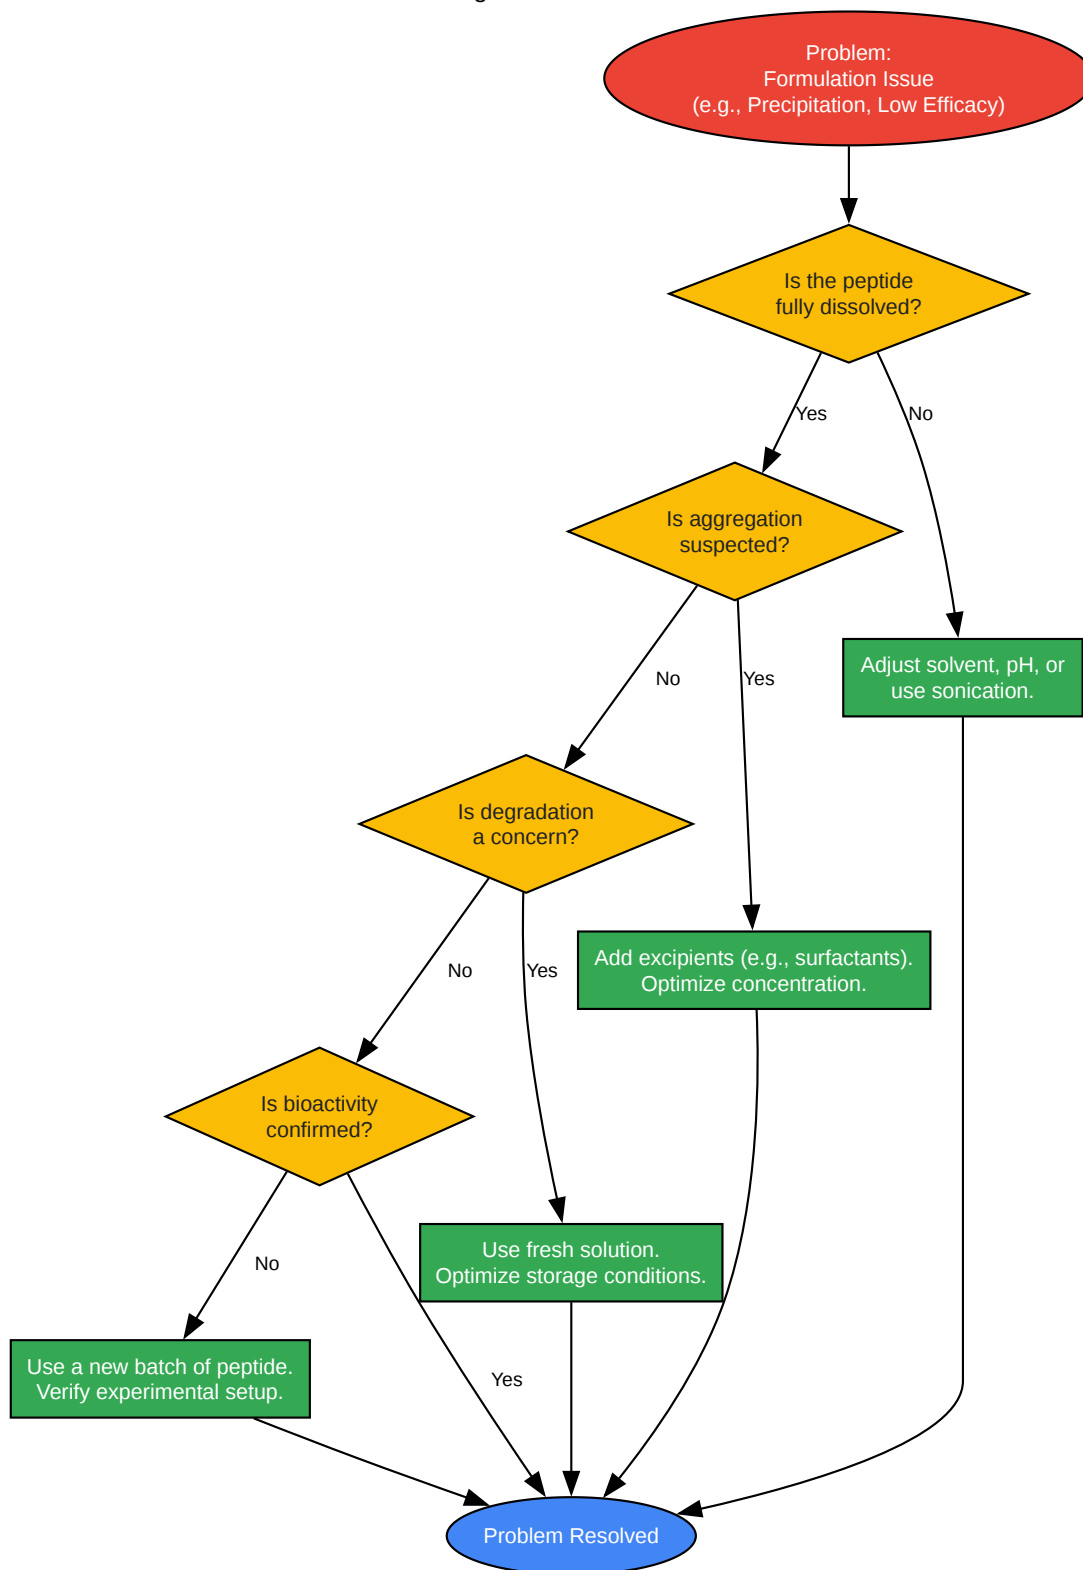 Problem:
Formulation Issue
(e.g., Precipitation, Low Efficacy)
Is the peptide
fully dissolved?
Yes
No
Is aggregation
suspected?
No
Yes
Adjust solvent, pH, or
use sonication.
Is degradation
a concern?
No
Yes
Add excipients (e.g., surfactants).
Optimize concentration.
Is bioactivity
confirmed?
No
Yes
Use fresh solution.
Optimize storage conditions.
Use a new batch of peptide.
Verify experimental setup.
Problem Resolved